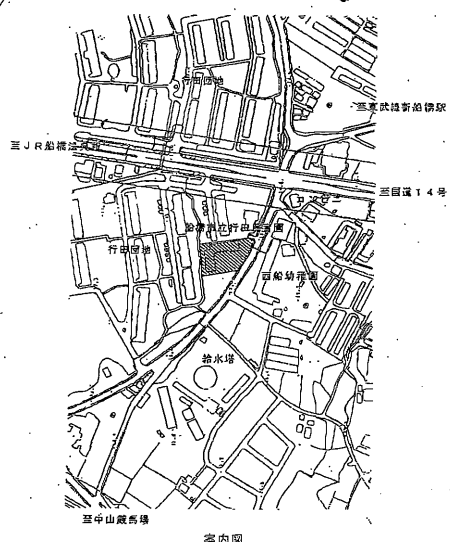 行田団地
至東武線新船橋駅
至JR船橋法典駅
至国道14号
船橋市立行田保育園
行田団地
西船幼稚園
給水塔
至中山競馬場
案内図